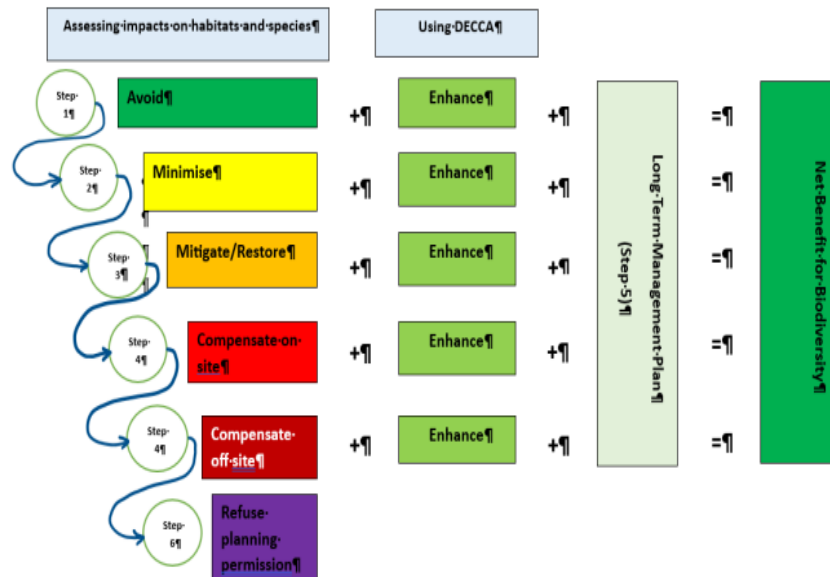 Assessing·impacts·on·habitats·and·species¶
Using·DECCA¶
Step·
1¶
Avoid¶
+¶
Enhance¶
+¶
=¶
Step·
2¶
Minimise¶
+¶
Enhance¶
+¶
=¶
Step·
3¶
Mitigate/Restore¶
+¶
Enhance¶
+¶
=¶
Step·
4¶
Compensate·on·
site¶
+¶
Enhance¶
+¶
=¶
Step·
4¶
Compensate·
off·site¶
+¶
Enhance¶
+¶
=¶
Step·
6¶
Refuse·
planning·
permission¶
Long·Term·Management·Plan¶
(Step·5)¶
Net·Benefit·for·Biodiversity¶